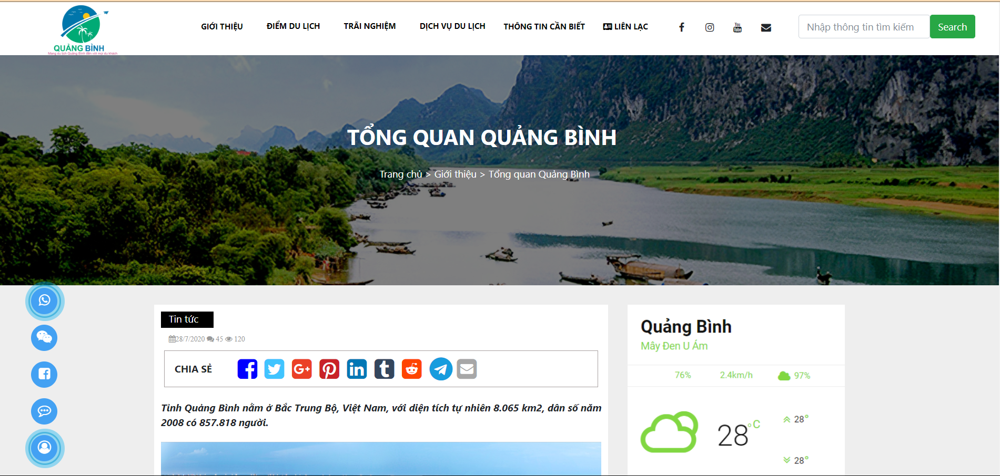 QUẢNG BÌNH
Mang du lịch Quảng Bình đến với mọi du khách
GIỚI THIỆU
ĐIỂM DU LỊCH
TRÃI NGHIỆM
DỊCH VỤ DU LỊCH
THÔNG TIN CẦN BIẾT
LIÊN LẠC
Nhập thông tin tìm kiếm
Search
TỔNG QUAN QUẢNG BÌNH
Trang chủ > Giới thiệu > Tổng quan Quảng Bình
Tin tức
28/7/2020 45 120
CHIA SẺ
Tỉnh Quảng Bình nằm ở Bắc Trung Bộ, Việt Nam, với diện tích tự nhiên 8.065 km2, dân số năm
2008 có 857.818 người.
Quảng Bình
Mây Đen U Ám
76% 2.4km/h 97%
28°C
28°
28°